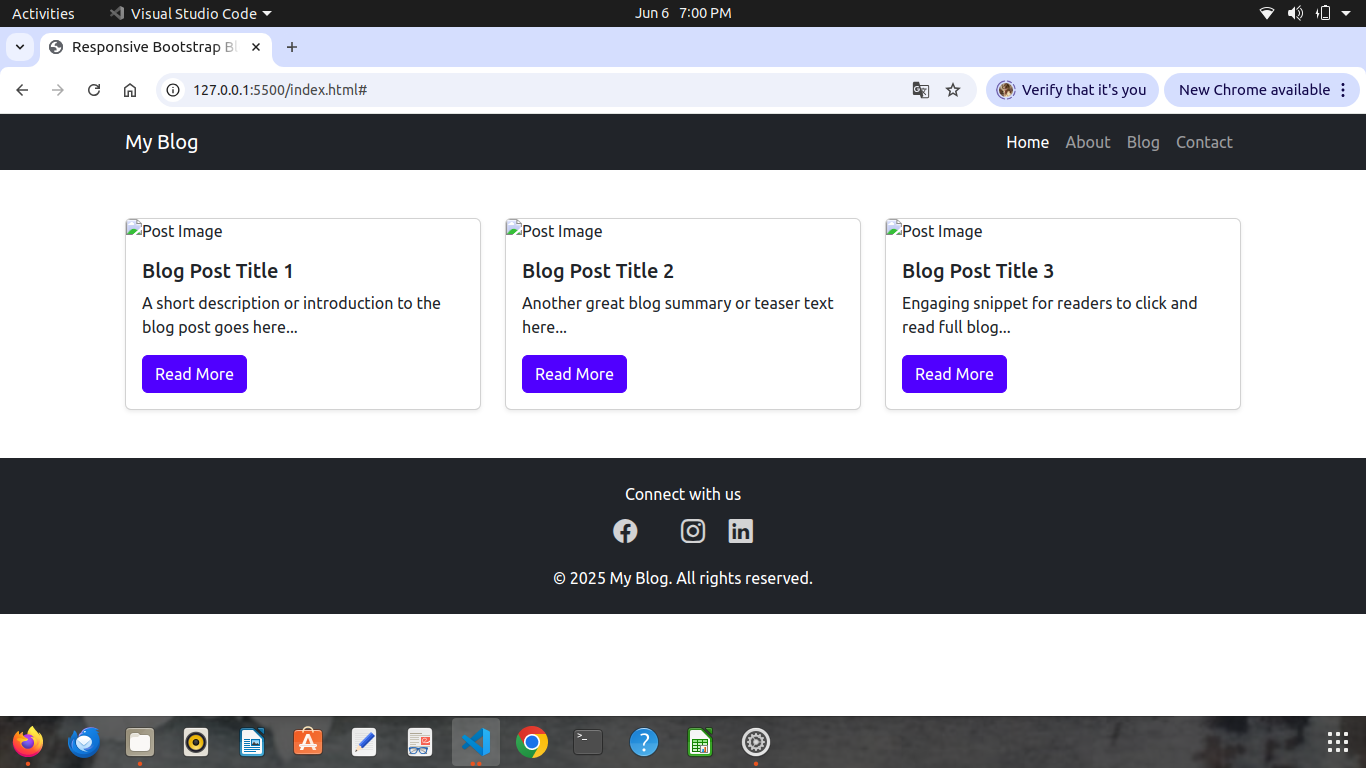 Activities Visual Studio Code Jun 6 7:00 PM
Responsive Bootstrap Bl
127.0.0.1:5500/index.html# Verify that it's you New Chrome available
My Blog Home About Blog Contact
Post Image Post Image Post Image
Blog Post Title 1 Blog Post Title 2 Blog Post Title 3
A short description or introduction to the Another great blog summary or teaser text Engaging snippet for readers to click and
blog post goes here... here... read full blog...
Read More Read More Read More
Connect with us
© 2025 My Blog. All rights reserved.